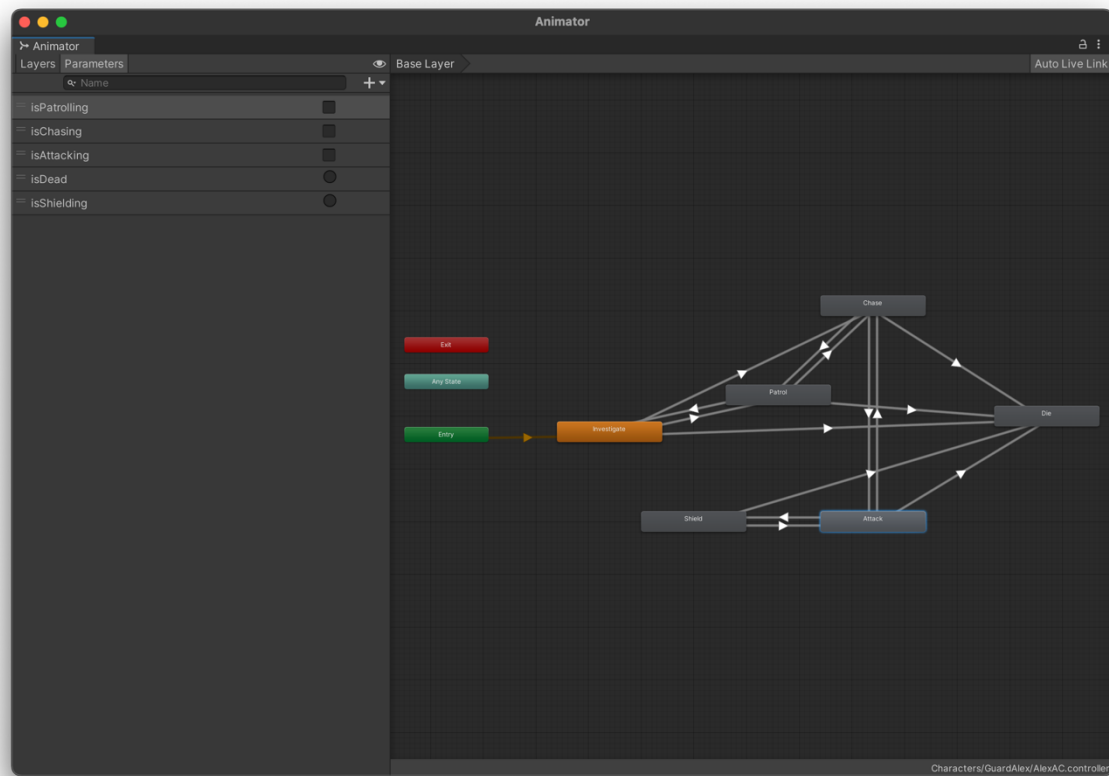 Animator
Animator
Layers Parameters
Name
isPatrolling
isChasing
isAttacking
isDead
isShielding
Base Layer
Auto Live Link
Chase
Exit
Any State
Patrol
Die
Entry
Investigate
Shield
Attack
Characters/GuardAlex/AlexAC.controller